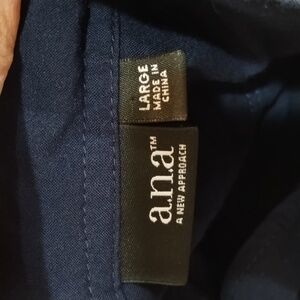 LARGE
MADE IN
CHINA
a.n.a™
A NEW APPROACH